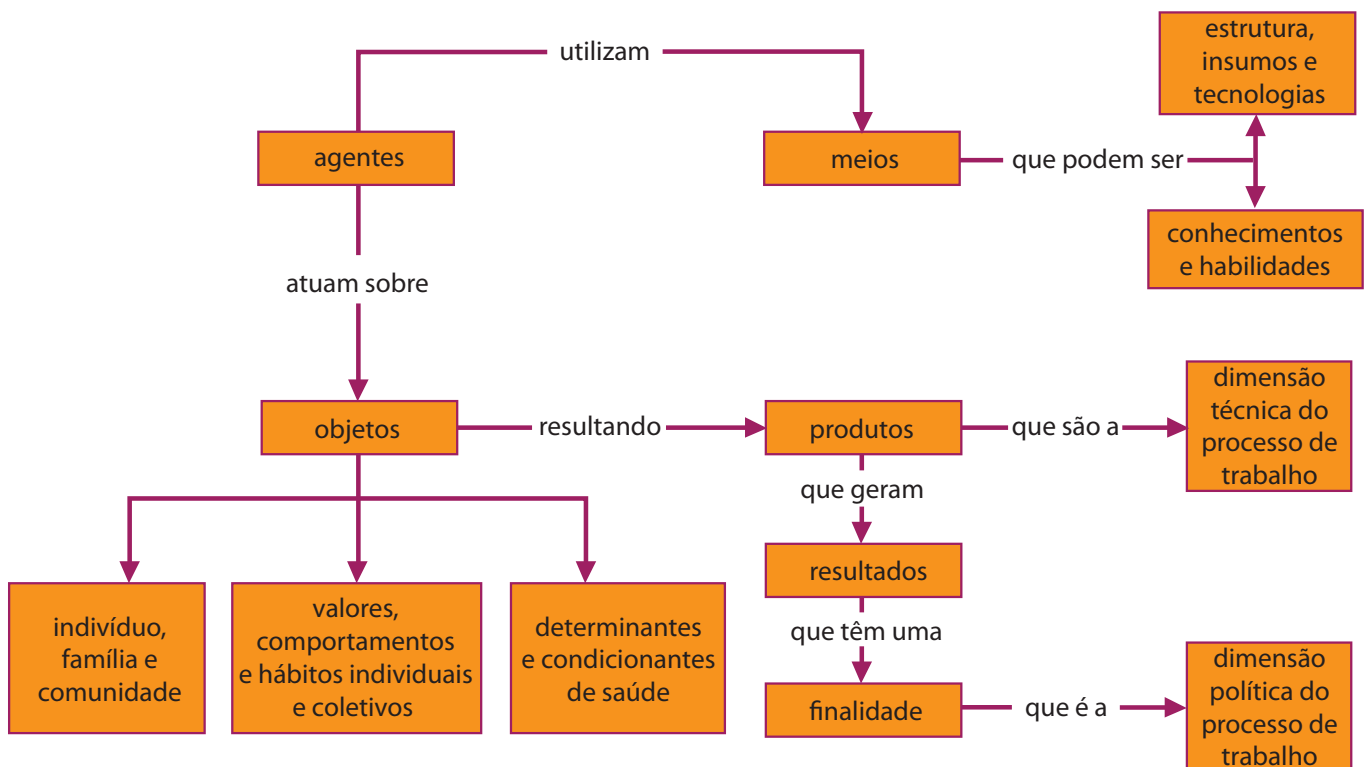 utilizam
estrutura,
insumos e
tecnologias
agentes
meios
que podem ser
conhecimentos
e habilidades
atuam sobre
objetos
resultando
produtos
que são a
dimensão
técnica do
processo de
trabalho
que geram
resultados
que têm uma
finalidade
que é a
dimensão
política do
processo de
trabalho
indivíduo,
família e
comunidade
valores,
comportamentos
e hábitos individuais
e coletivos
determinantes
e condicionantes
de saúde